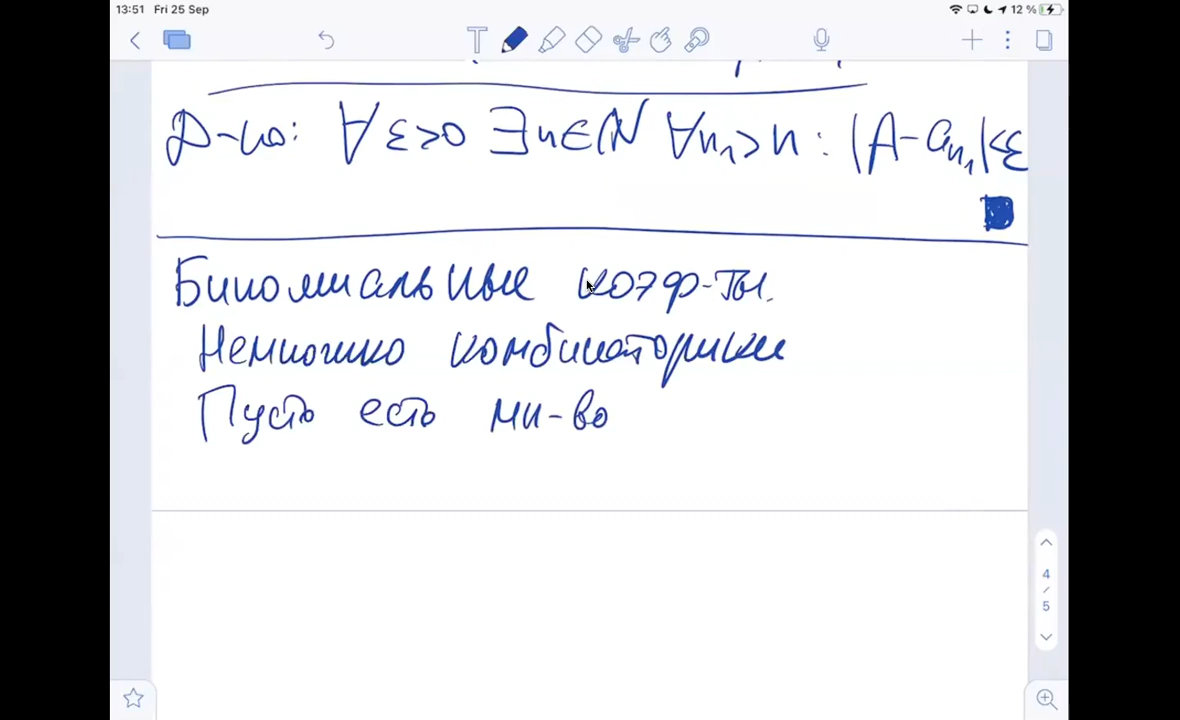 13:51 Fri 25 Sep
12 %
Д-во: ∀ ε>0 ∃n∈ℕ ∀n₁>n : |A-aₙ₁|<ε
Биномиальные коэф-ты.
Немношко комбинаторики
Пусть есть мн-во
4
/
5